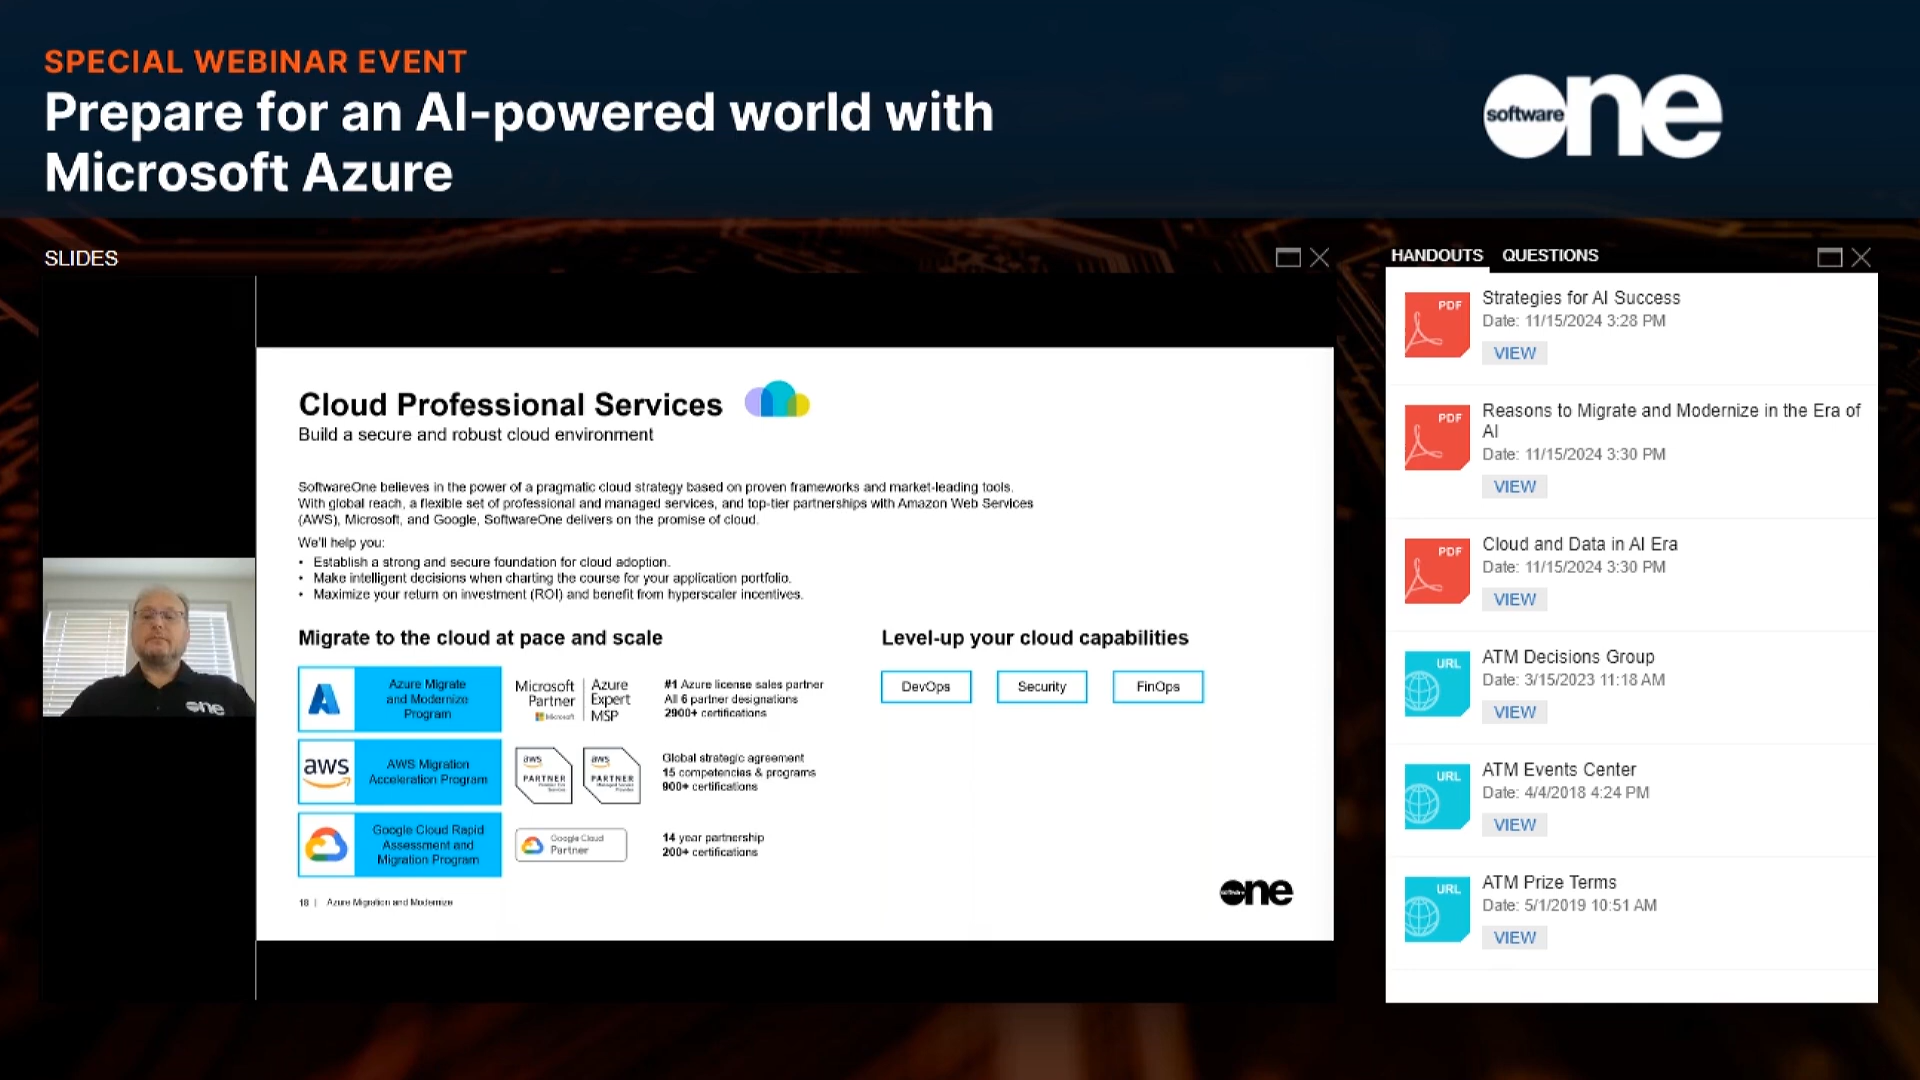 SPECIAL WEBINAR EVENT
Prepare for an AI-powered world with
Microsoft Azure
software one
SLIDES
Cloud Professional Services
Build a secure and robust cloud environment
SoftwareOne believes in the power of a pragmatic cloud strategy based on proven frameworks and market-leading tools.
With global reach, a flexible set of professional and managed services, and top-tier partnerships with Amazon Web Services
(AWS), Microsoft, and Google, SoftwareOne delivers on the promise of cloud.
We'll help you:
• Establish a strong and secure foundation for cloud adoption.
• Make intelligent decisions when charting the course for your application portfolio.
• Maximize your return on investment (ROI) and benefit from hyperscaler incentives.
Migrate to the cloud at pace and scale
Azure Migrate
and Modernize
Program
Microsoft
Partner
Microsoft
Azure
Expert
MSP
#1 Azure license sales partner
All 6 partner designations
2900+ certifications
aws
AWS Migration
Acceleration Program
aws
PARTNER
Services
aws
PARTNER
Managed Service
Provider
Global strategic agreement
15 competencies & programs
900+ certifications
Google Cloud Rapid
Assessment and
Migration Program
Google Cloud
Partner
14 year partnership
200+ certifications
Level-up your cloud capabilities
DevOps
Security
FinOps
18 | Azure Migration and Modernize
software one
one
HANDOUTS
QUESTIONS
PDF
Strategies for AI Success
Date: 11/15/2024 3:28 PM
VIEW
PDF
Reasons to Migrate and Modernize in the Era of
AI
Date: 11/15/2024 3:30 PM
VIEW
PDF
Cloud and Data in AI Era
Date: 11/15/2024 3:30 PM
VIEW
URL
ATM Decisions Group
Date: 3/15/2023 11:18 AM
VIEW
URL
ATM Events Center
Date: 4/4/2018 4:24 PM
VIEW
URL
ATM Prize Terms
Date: 5/1/2019 10:51 AM
VIEW